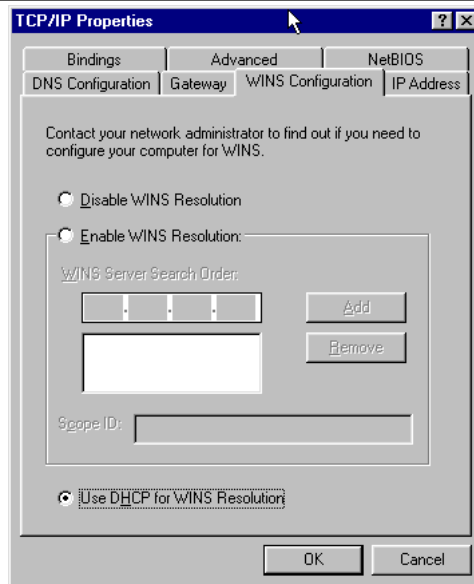 TCP/IP Properties
Bindings Advanced NetBIOS
DNS Configuration Gateway WINS Configuration IP Address
Contact your network administrator to find out if you need to
configure your computer for WINS.
Disable WINS Resolution
Enable WINS Resolution:
WINS Server Search Order:
Add
Remove
Scope ID:
Use DHCP for WINS Resolution
OK Cancel